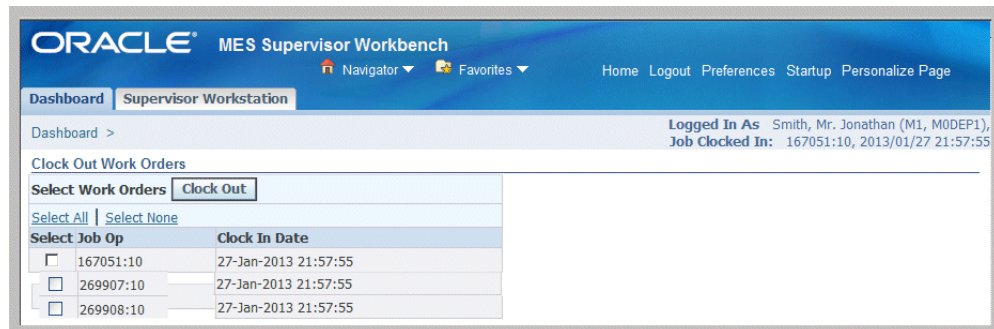 ORACLE® MES Supervisor Workbench
Navigator Favorites Home Logout Preferences Startup Personalize Page
Dashboard Supervisor Workstation
Dashboard > Logged In As Smith, Mr. Jonathan (M1, M0DEP1),
Job Clocked In: 167051:10, 2013/01/27 21:57:55
Clock Out Work Orders
Select Work Orders Clock Out
Select All | Select None
Select Job Op Clock In Date
167051:10 27-Jan-2013 21:57:55
269907:10 27-Jan-2013 21:57:55
269908:10 27-Jan-2013 21:57:55